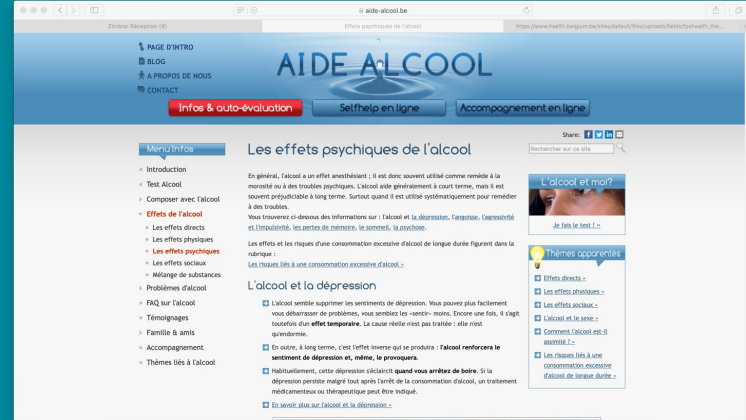 aide-alcool.be
Zimbra: Réception (4)
Effets psychiques de l'alcool
https://www.health.belgium.be/sites/default/files/uploads/fields/fpshealth_the...
PAGE D'INTRO
BLOG
A PROPOS DE NOUS
CONTACT
AIDE ALCOOL
Infos & auto-évaluation
Selfhelp en ligne
Accompagnement en ligne
Share:
Menu Infos
Introduction
Test Alcool
Composer avec l'alcool
Effets de l'alcool
Les effets directs
Les effets physiques
Les effets psychiques
Les effets sociaux
Mélange de substances
Problèmes d'alcool
FAQ sur l'alcool
Témoignages
Famille & amis
Accompagnement
Thèmes liés à l'alcool
Les effets psychiques de l'alcool
En général, l'alcool a un effet anesthésiant ; il est donc souvent utilisé comme remède à la
morosité ou à des troubles psychiques. L'alcool aide généralement à court terme, mais il est
souvent préjudiciable à long terme. Surtout quand il est utilisé systématiquement pour remédier
à des troubles.
Vous trouverez ci-dessous des informations sur : l'alcool et la dépression, l'angoisse, l'agressivité
et l'impulsivité, les pertes de mémoire, le sommeil, la psychose.
Les effets et les risques d'une consommation excessive d'alcool de longue durée figurent dans la
rubrique :
Les risques liés à une consommation excessive d'alcool »
L'alcool et la dépression
L'alcool semble supprimer les sentiments de dépression. Vous pouvez plus facilement
vous débarrasser de problèmes, vous semblez les «sentir» moins. Encore une fois, il s'agit
toutefois d'un effet temporaire. La cause réelle n'est pas traitée : elle n'est
qu'endormie.
En outre, à long terme, c'est l'effet inverse qui se produira : l'alcool renforcera le
sentiment de dépression et, même, le provoquera.
Habituellement, cette dépression s'éclaircit quand vous arrêtez de boire. Si la
dépression persiste malgré tout après l'arrêt de la consommation d'alcool, un traitement
médicamenteux ou thérapeutique peut être indiqué.
En savoir plus sur l'alcool et la dépression »
Rechercher sur ce site
L'alcool et moi?
Je fais le test ! »
Thèmes apparentés
Effets directs »
Les effets physiques »
Les effets sociaux »
L'alcool et le sexe »
Comment l'alcool est-il
assimilé ? »
Les risques liés à une
consommation excessive
d'alcool de longue durée »